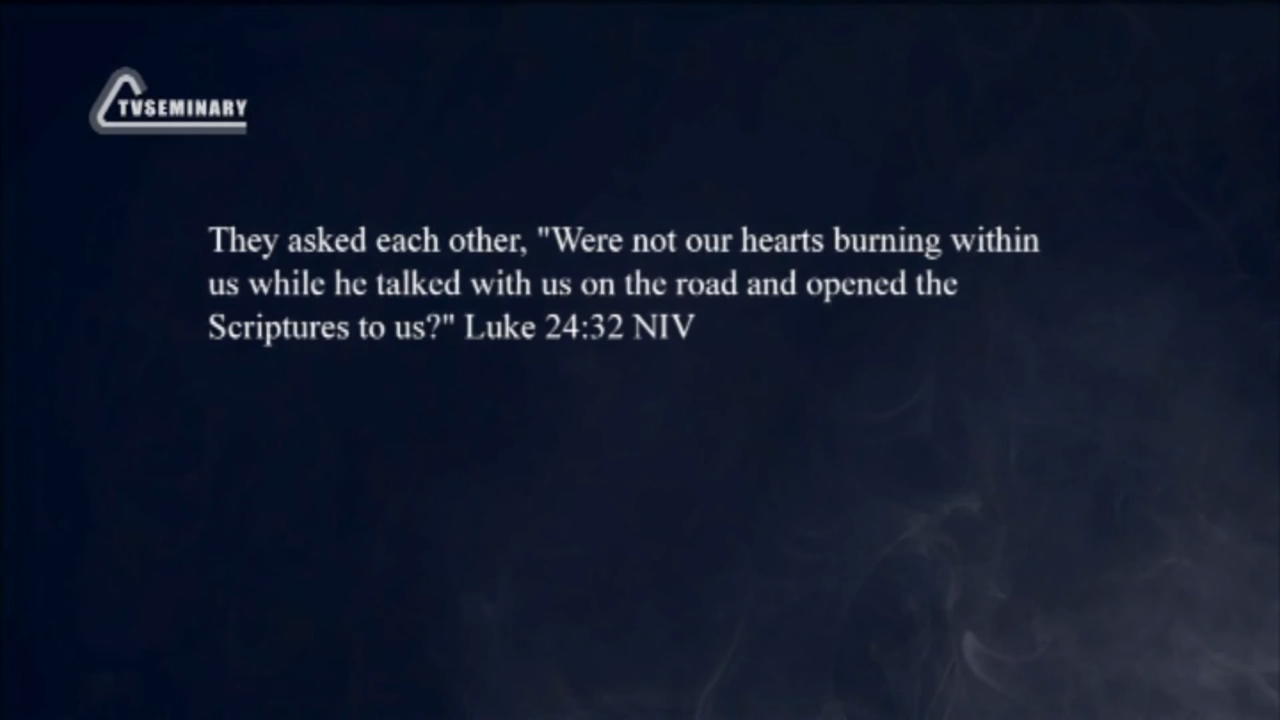 TVSEMINARY
They asked each other, "Were not our hearts burning within
us while he talked with us on the road and opened the
Scriptures to us?" Luke 24:32 NIV